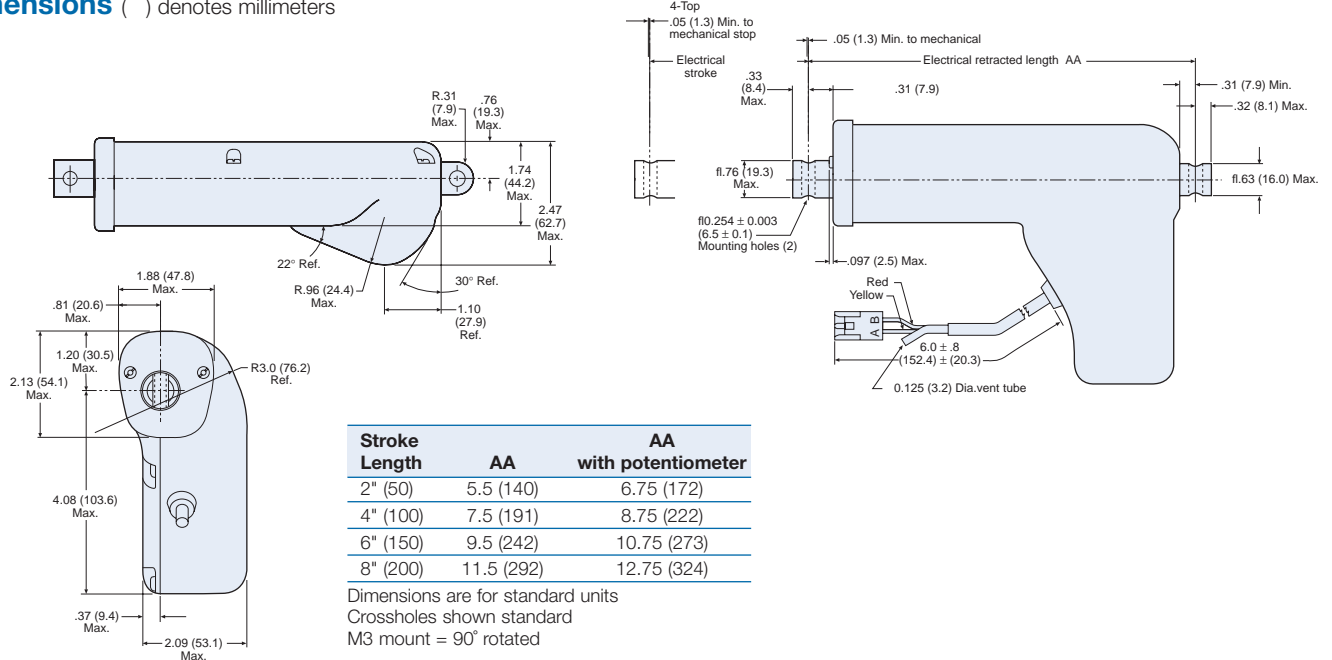 ensions ( ) denotes millimeters
4-Top
.05 (1.3) Min. to
mechanical stop
Electrical
stroke
.05 (1.3) Min. to mechanical
Electrical retracted length AA
.33
(8.4)
Max.
.31 (7.9)
.31 (7.9) Min.
.32 (8.1) Max.
R.31
(7.9)
Max.
.76
(19.3)
Max.
1.74
(44.2)
Max.
2.47
(62.7)
Max.
fl.76 (19.3)
Max.
fl.63 (16.0) Max.
fl0.254 ± 0.003
(6.5 ± 0.1)
Mounting holes (2)
22° Ref.
R.96 (24.4)
Max.
30° Ref.
1.10
(27.9)
Ref.
.097 (2.5) Max.
Red
Yellow
B
A
6.0 ± .8
(152.4) ± (20.3)
0.125 (3.2) Dia.vent tube
1.88 (47.8)
Max.
.81 (20.6)
Max.
1.20 (30.5)
Max.
2.13 (54.1)
Max.
R3.0 (76.2)
Ref.
4.08 (103.6)
Max.
.37 (9.4)
Max.
2.09 (53.1)
Max.
Stroke AA
Length AA with potentiometer
2" (50) 5.5 (140) 6.75 (172)
4" (100) 7.5 (191) 8.75 (222)
6" (150) 9.5 (242) 10.75 (273)
8" (200) 11.5 (292) 12.75 (324)
Dimensions are for standard units
Crossholes shown standard
M3 mount = 90° rotated